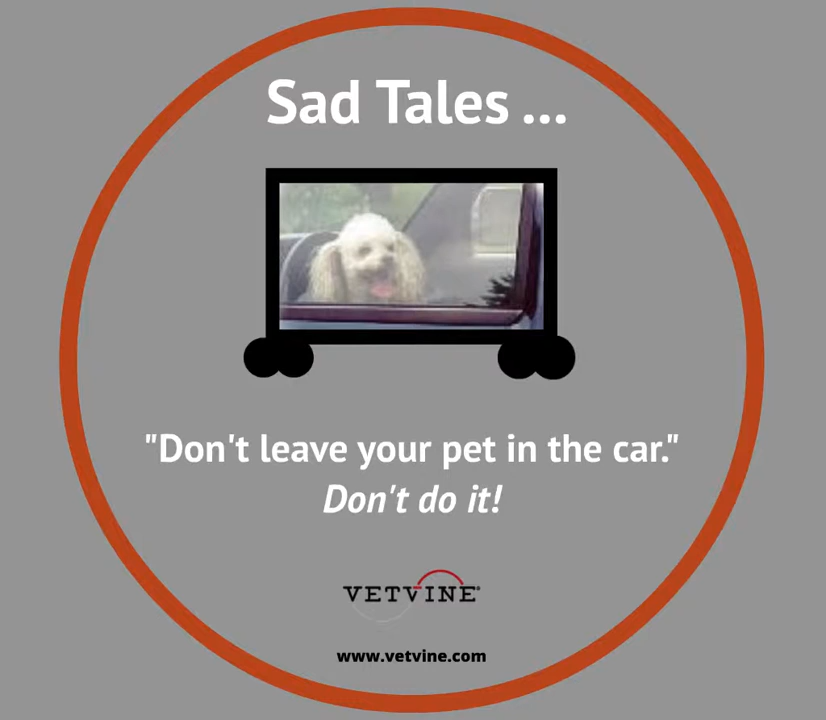 Sad Tales ...
"Don't leave your pet in the car."
Don't do it!
VETVINE®
www.vetvine.com